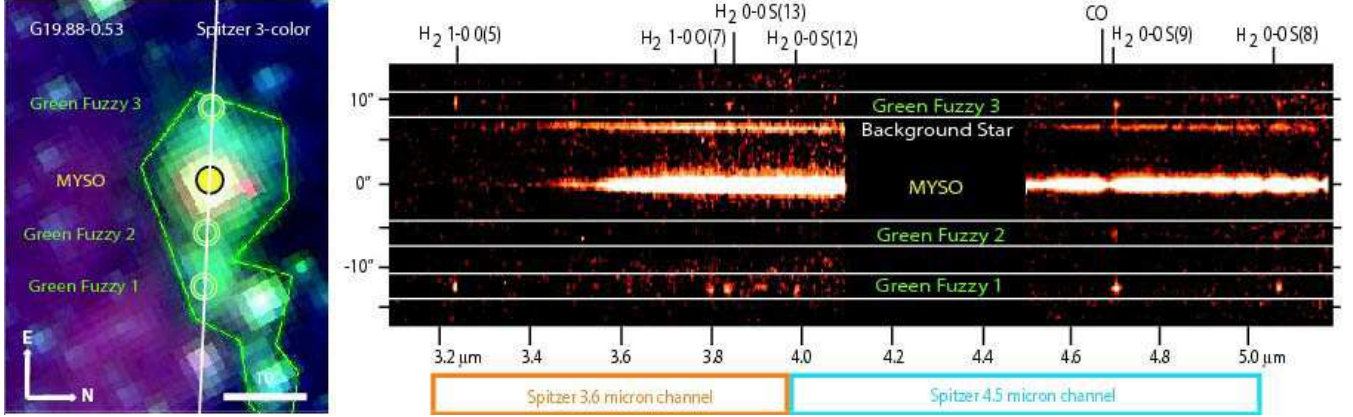 G19.88-0.53
Spitzer 3-color
Green Fuzzy 3
MYSO
Green Fuzzy 2
Green Fuzzy 1
E
N
10"
H2 1-0 O(5)
H2 1-0 O(7)
H2 0-0 S(13)
H2 0-0 S(12)
CO
H2 0-0 S(9)
H2 0-0 S(8)
10"
0"
-10"
Green Fuzzy 3
Background Star
MYSO
Green Fuzzy 2
Green Fuzzy 1
3.2 μm
3.4
3.6
3.8
4.0
4.2
4.4
4.6
4.8
5.0 μm
Spitzer 3.6 micron channel
Spitzer 4.5 micron channel